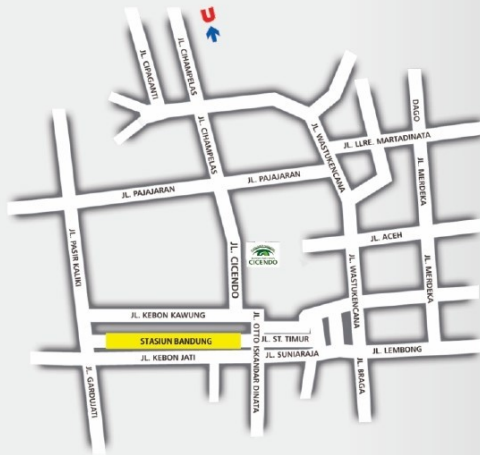 JL. CIPAGANTI
JL. CIHAMPELAS
JL. CIHAMPELAS
JL. WASTUKENCANA
DAGO
JL. LLRE. MARTADINATA
JL. MERDEKA
JL. PAJAJARAN
JL. PAJAJARAN
JL. PASIR KALIKI
JL. CICENDO
CICENDO
JL. ACEH
JL. WASTUKENCANA
JL. MERDEKA
JL. KEBON KAWUNG
JL. OTTO ISKANDAR DINATA
STASIUN BANDUNG
JL. ST. TIMUR
JL. KEBON JATI
JL. SUNIARAJA
JL. LEMBONG
JL. GARDUJATI
JL. BRAGA